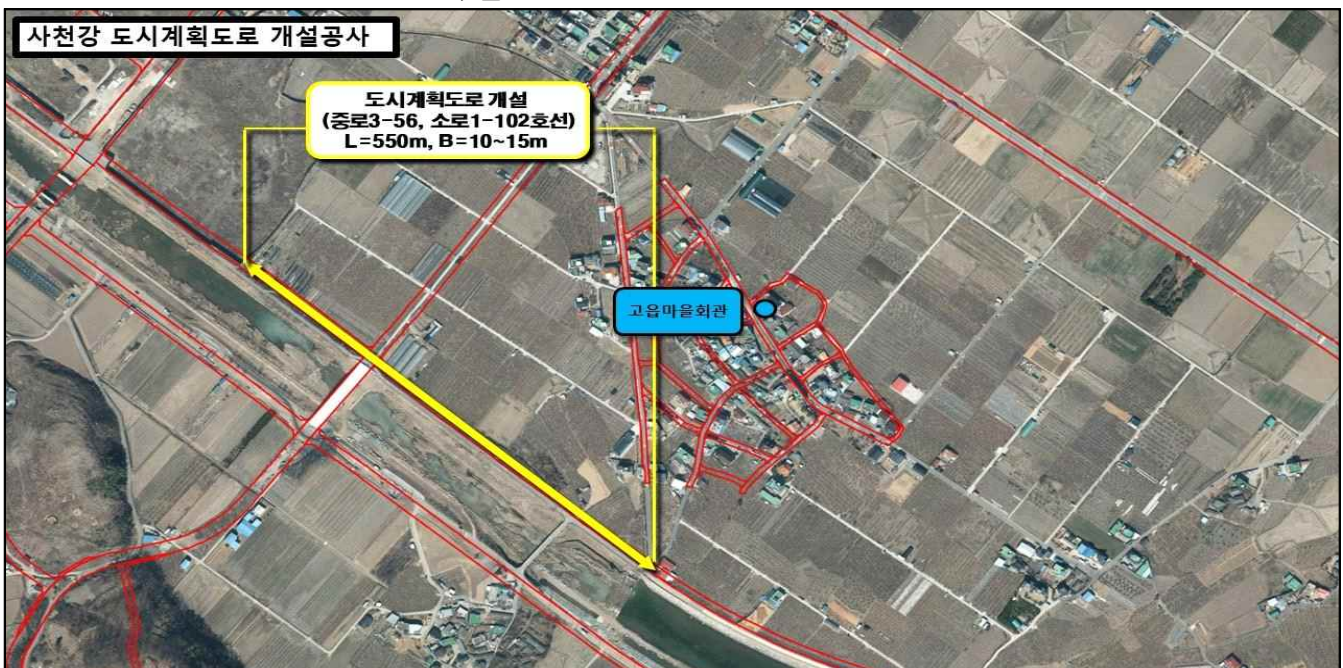 사천강 도시계획도로 개설공사
도시계획도로 개설
(중로3-56, 소로1-102호선)
L=550m, B=10~15m
고읍마을회관